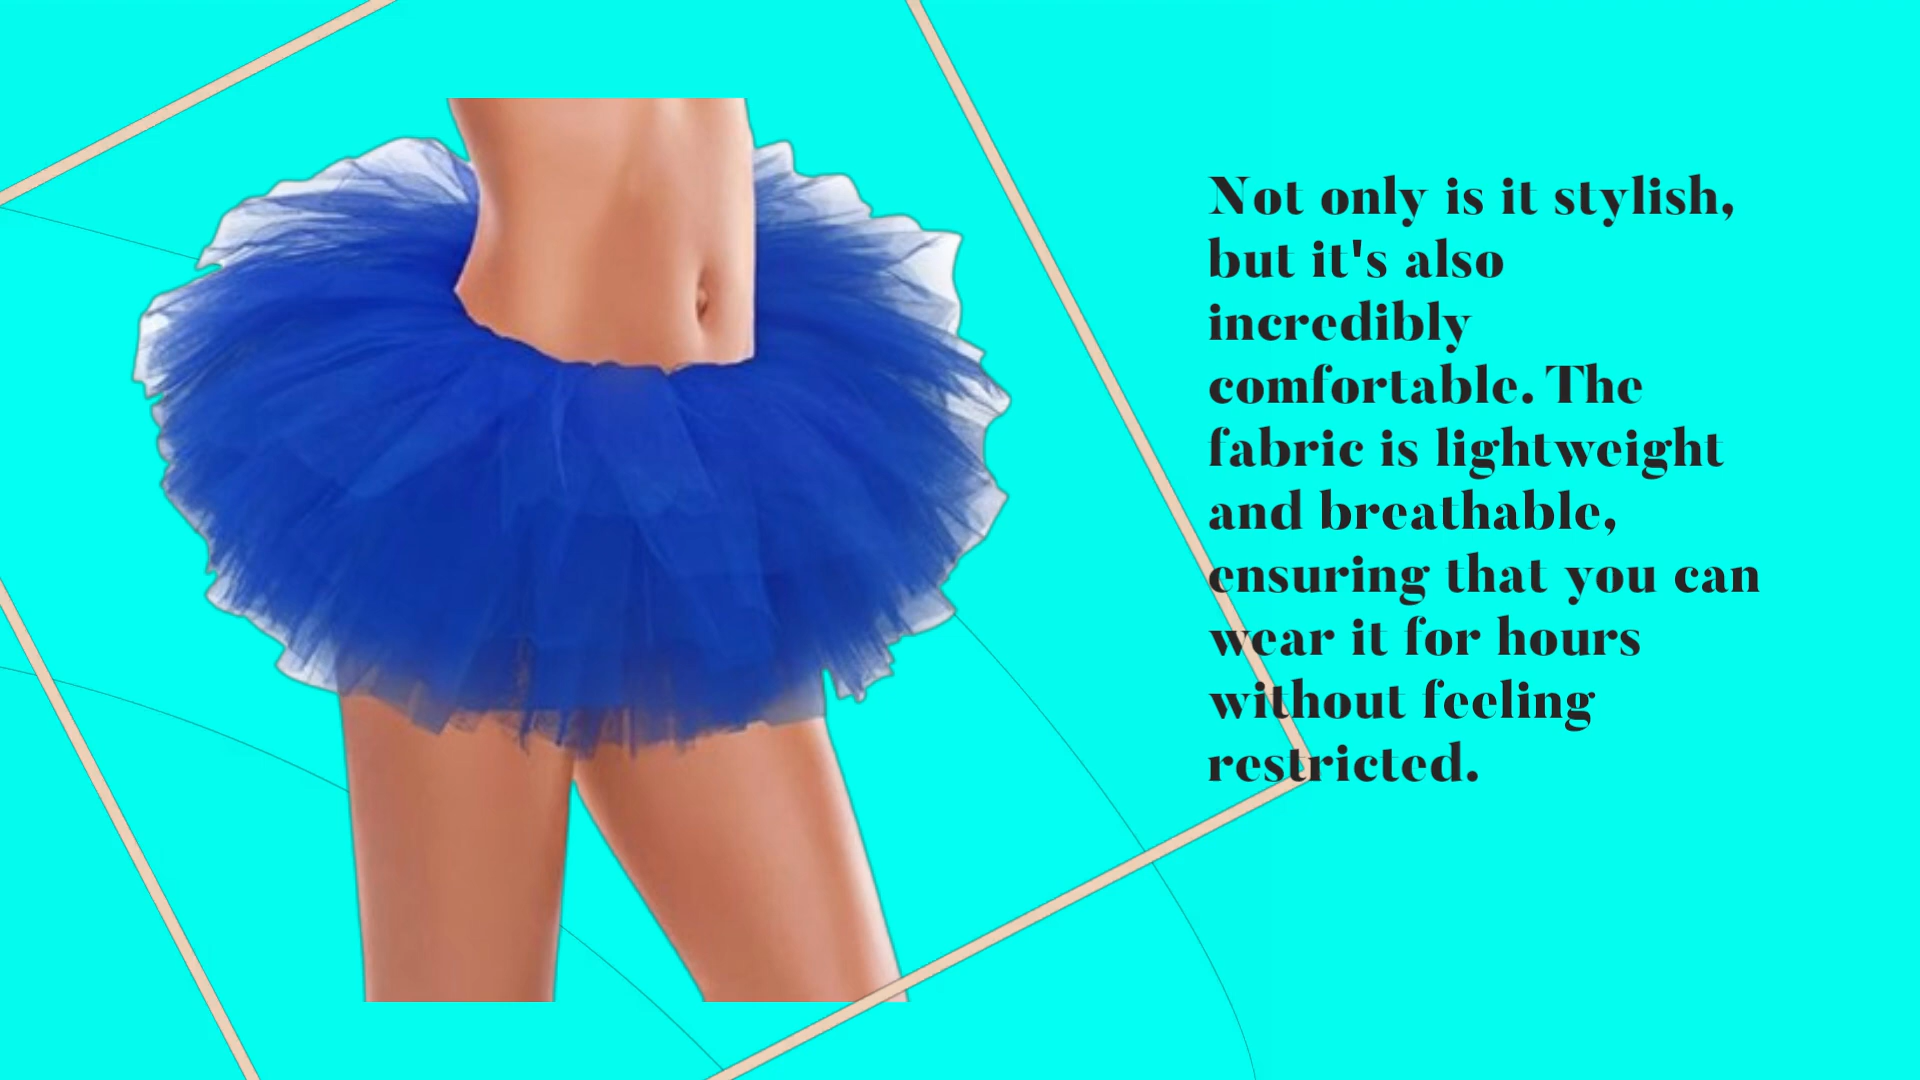 Not only is it stylish,
but it's also
incredibly
comfortable. The
fabric is lightweight
and breathable,
ensuring that you can
wear it for hours
without feeling
restricted.